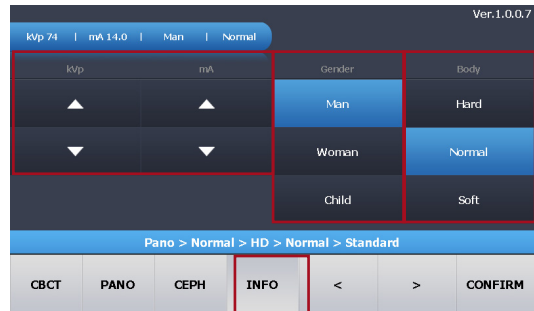 Ver.1.0.0.7
kVp 74 | mA 14.0 | Man | Normal
kVp mA Gender Body
Man Hard
Woman Normal
Child Soft
Pano > Normal > HD > Normal > Standard
CBCT PANO CEPH INFO < > CONFIRM